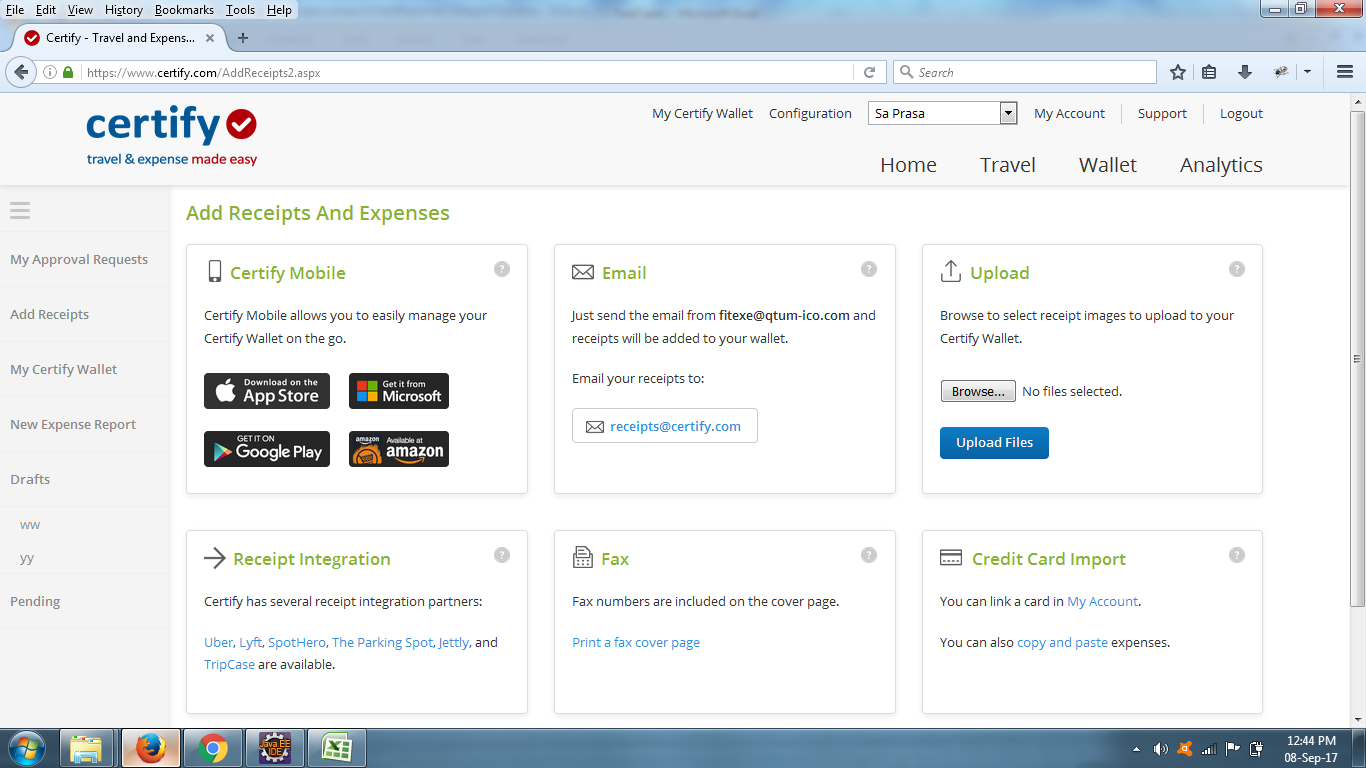 File Edit View History Bookmarks Tools Help
Certify - Travel and Expens...
https://www.certify.com/AddReceipts2.aspx
Search
certify
travel & expense made easy
My Certify Wallet Configuration Sa Prasa My Account Support Logout
Home Travel Wallet Analytics
My Approval Requests
Add Receipts
My Certify Wallet
New Expense Report
Drafts
ww
yy
Pending
Add Receipts And Expenses
Certify Mobile
?
Certify Mobile allows you to easily manage your
Certify Wallet on the go.
Download on the
App Store
Get it from
Microsoft
GET IT ON
Google Play
amazon
Available at
amazon
Email
?
Just send the email from fitexe@qtum-ico.com and
receipts will be added to your wallet.
Email your receipts to:
receipts@certify.com
Upload
?
Browse to select receipt images to upload to your
Certify Wallet.
Browse... No files selected.
Upload Files
Receipt Integration
?
Certify has several receipt integration partners:
Uber, Lyft, SpotHero, The Parking Spot, Jettly, and
TripCase are available.
Fax
?
Fax numbers are included on the cover page.
Print a fax cover page
Credit Card Import
?
You can link a card in My Account.
You can also copy and paste expenses.
Java EE
IDE
12:44 PM
08-Sep-17